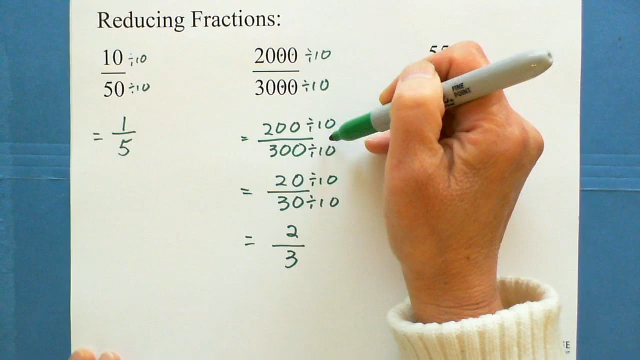 Reducing Fractions:
10 ÷10
50 ÷10
= 1
5
2000 ÷10
3000 ÷10
= 200 ÷10
300 ÷10
= 20 ÷10
30 ÷10
= 2
3
FINE
POINT